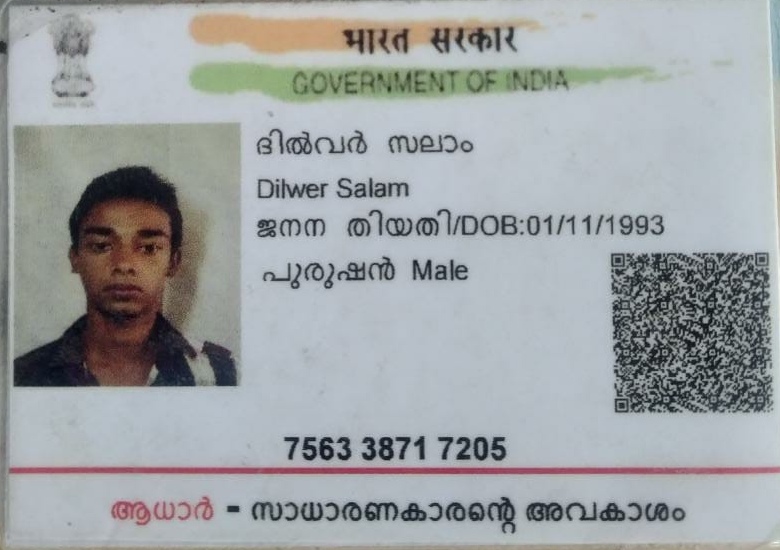 भारत सरकार
GOVERNMENT OF INDIA
ദിൽവർ സലാം
Dilwer Salam
ജനന തിയതി/DOB:01/11/1993
പുരുഷൻ Male
7563 3871 7205
ആധാർ - സാധാരണകാരന്റെ അവകാശം